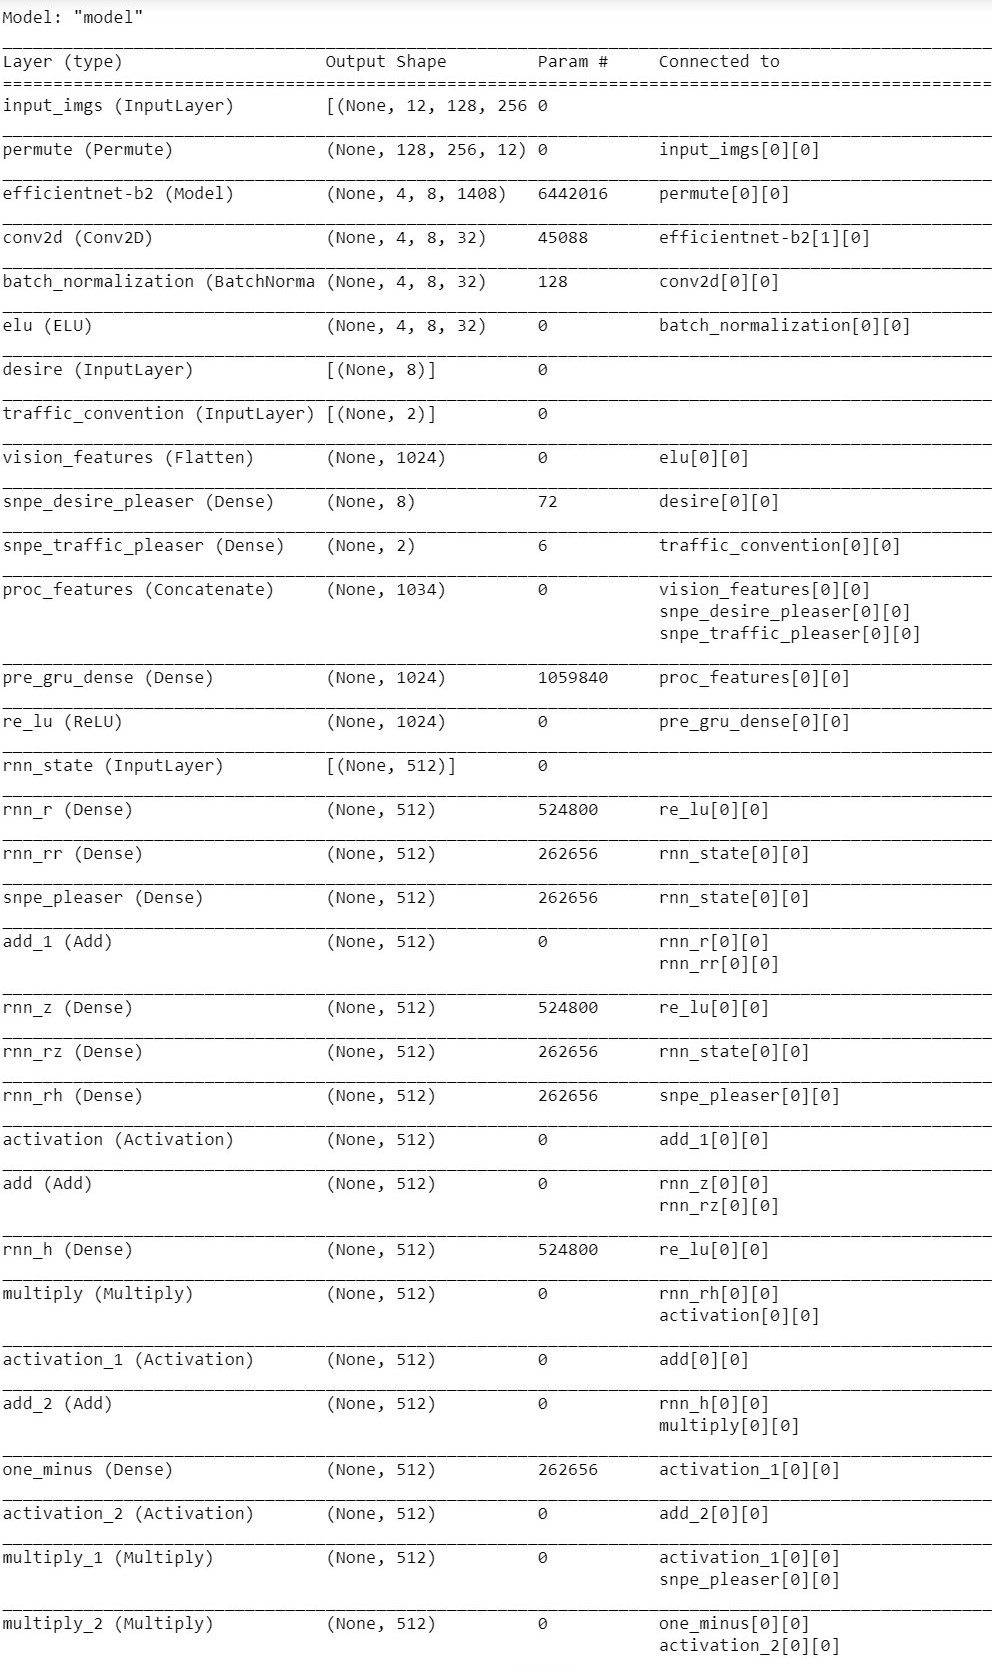 Model: "model"
Layer (type) Output Shape Param # Connected to
input_imgs (InputLayer) [(None, 12, 128, 256 0
permute (Permute) (None, 128, 256, 12) 0 input_imgs[0][0]
efficientnet-b2 (Model) (None, 4, 8, 1408) 6442016 permute[0][0]
conv2d (Conv2D) (None, 4, 8, 32) 45088 efficientnet-b2[1][0]
batch_normalization (BatchNorma (None, 4, 8, 32) 128 conv2d[0][0]
elu (ELU) (None, 4, 8, 32) 0 batch_normalization[0][0]
desire (InputLayer) [(None, 8)] 0
traffic_convention (InputLayer) [(None, 2)] 0
vision_features (Flatten) (None, 1024) 0 elu[0][0]
snpe_desire_pleaser (Dense) (None, 8) 72 desire[0][0]
snpe_traffic_pleaser (Dense) (None, 2) 6 traffic_convention[0][0]
proc_features (Concatenate) (None, 1034) 0 vision_features[0][0]
snpe_desire_pleaser[0][0]
snpe_traffic_pleaser[0][0]
pre_gru_dense (Dense) (None, 1024) 1059840 proc_features[0][0]
re_lu (ReLU) (None, 1024) 0 pre_gru_dense[0][0]
rnn_state (InputLayer) [(None, 512)] 0
rnn_r (Dense) (None, 512) 524800 re_lu[0][0]
rnn_rr (Dense) (None, 512) 262656 rnn_state[0][0]
snpe_pleaser (Dense) (None, 512) 262656 rnn_state[0][0]
add_1 (Add) (None, 512) 0 rnn_r[0][0]
rnn_rr[0][0]
rnn_z (Dense) (None, 512) 524800 re_lu[0][0]
rnn_rz (Dense) (None, 512) 262656 rnn_state[0][0]
rnn_rh (Dense) (None, 512) 262656 snpe_pleaser[0][0]
activation (Activation) (None, 512) 0 add_1[0][0]
add (Add) (None, 512) 0 rnn_z[0][0]
rnn_rz[0][0]
rnn_h (Dense) (None, 512) 524800 re_lu[0][0]
multiply (Multiply) (None, 512) 0 rnn_rh[0][0]
activation[0][0]
activation_1 (Activation) (None, 512) 0 add[0][0]
add_2 (Add) (None, 512) 0 rnn_h[0][0]
multiply[0][0]
one_minus (Dense) (None, 512) 262656 activation_1[0][0]
activation_2 (Activation) (None, 512) 0 add_2[0][0]
multiply_1 (Multiply) (None, 512) 0 activation_1[0][0]
snpe_pleaser[0][0]
multiply_2 (Multiply) (None, 512) 0 one_minus[0][0]
activation_2[0][0]